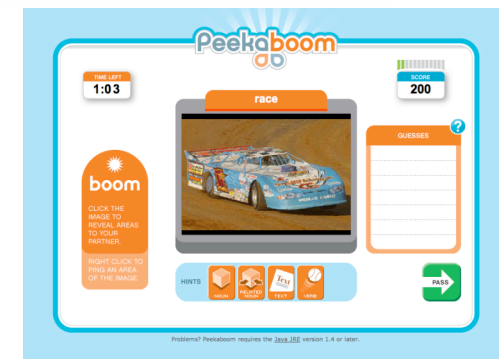 Peekaboom
TIME LEFT
1:03
SCORE
200
race
GUESSES
?
boom
CLICK THE
IMAGE TO
REVEAL AREAS
TO YOUR
PARTNER.
RIGHT CLICK TO
PING AN AREA
OF THE IMAGE.
HINTS
NOUN
RELATED
NOUN
Text
TEXT
VERB
PASS
Problems? Peekaboom requires the Java JRE version 1.4 or later.